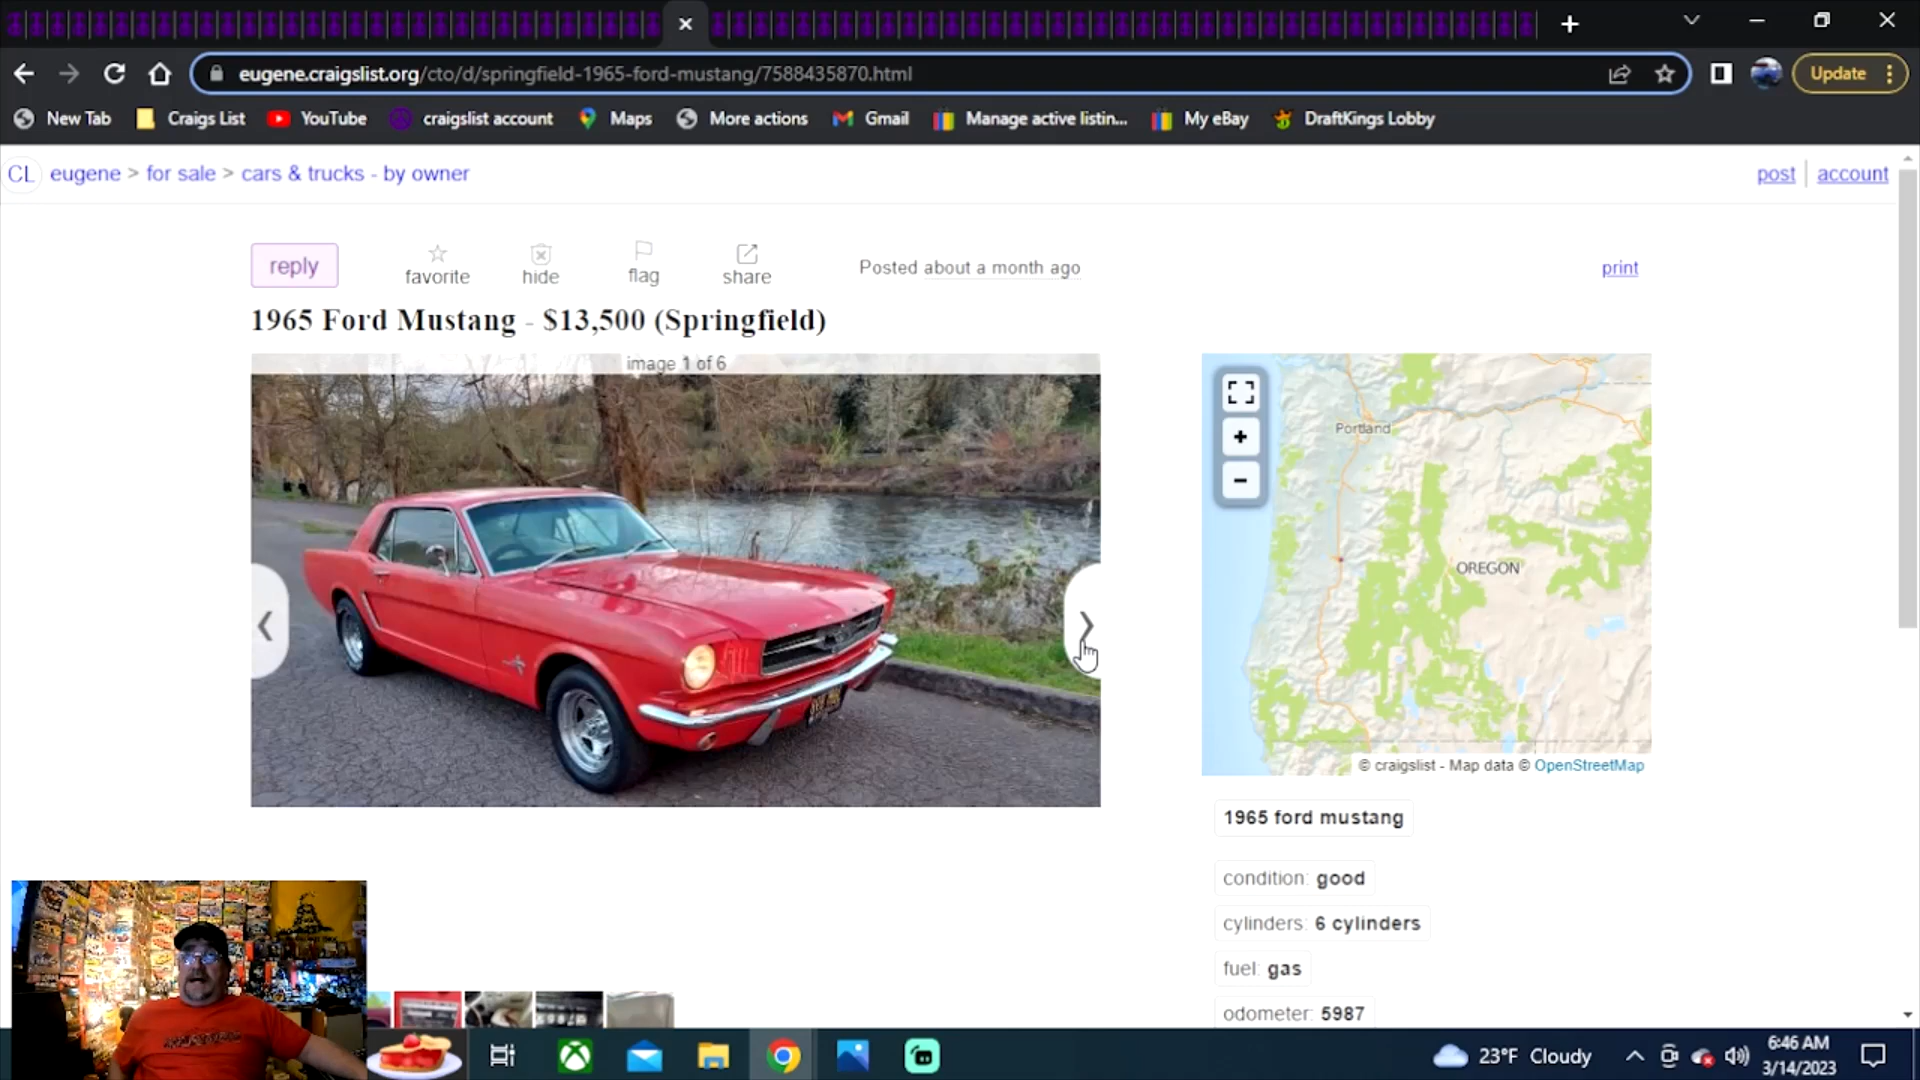 eugene.craigslist.org/cto/d/springfield-1965-ford-mustang/7588435870.html
Update
New Tab
Craigs List
YouTube
craigslist account
Maps
More actions
Gmail
Manage active listin...
My eBay
DraftKings Lobby
CL eugene > for sale > cars & trucks - by owner
post
account
reply
favorite
hide
flag
share
Posted about a month ago
print
1965 Ford Mustang - $13,500 (Springfield)
image 1 of 6
Portland
OREGON
© craigslist - Map data © OpenStreetMap
1965 ford mustang
condition: good
cylinders: 6 cylinders
fuel: gas
odometer: 5987
23°F Cloudy
6:46 AM
3/14/2023